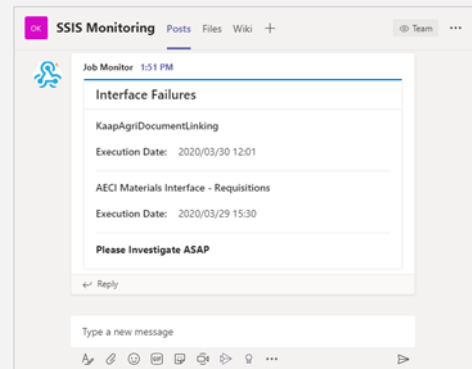 OK SSIS Monitoring Posts Files Wiki + Team ...
Job Monitor 1:51 PM
Interface Failures
KaapAgriDocumentLinking
Execution Date: 2020/03/30 12:01
AECI Materials Interface - Requisitions
Execution Date: 2020/03/29 15:30
Please Investigate ASAP
Reply
Type a new message
GIF